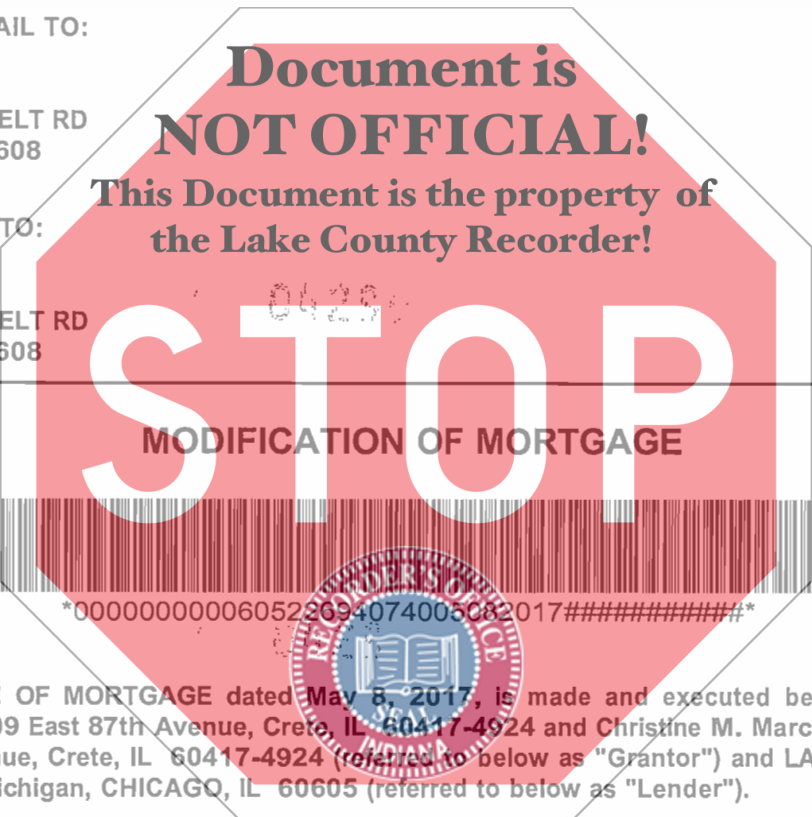 AIL TO:
Document is
NOT OFFICIAL!
ELT RD
608
This Document is the property of
the Lake County Recorder!
TO:
ELT RD
608
STOP
MODIFICATION OF MORTGAGE
*000000000060522694074005082017############*
RECORDER'S OFFICE
SEAL
INDIANA
OF MORTGAGE dated May 8, 2017, is made and executed be
09 East 87th Avenue, Crete, IL 60417-4924 and Christine M. Marc
nue, Crete, IL 60417-4924 (referred to below as "Grantor") and LA
ichigan, CHICAGO, IL 60605 (referred to below as "Lender").